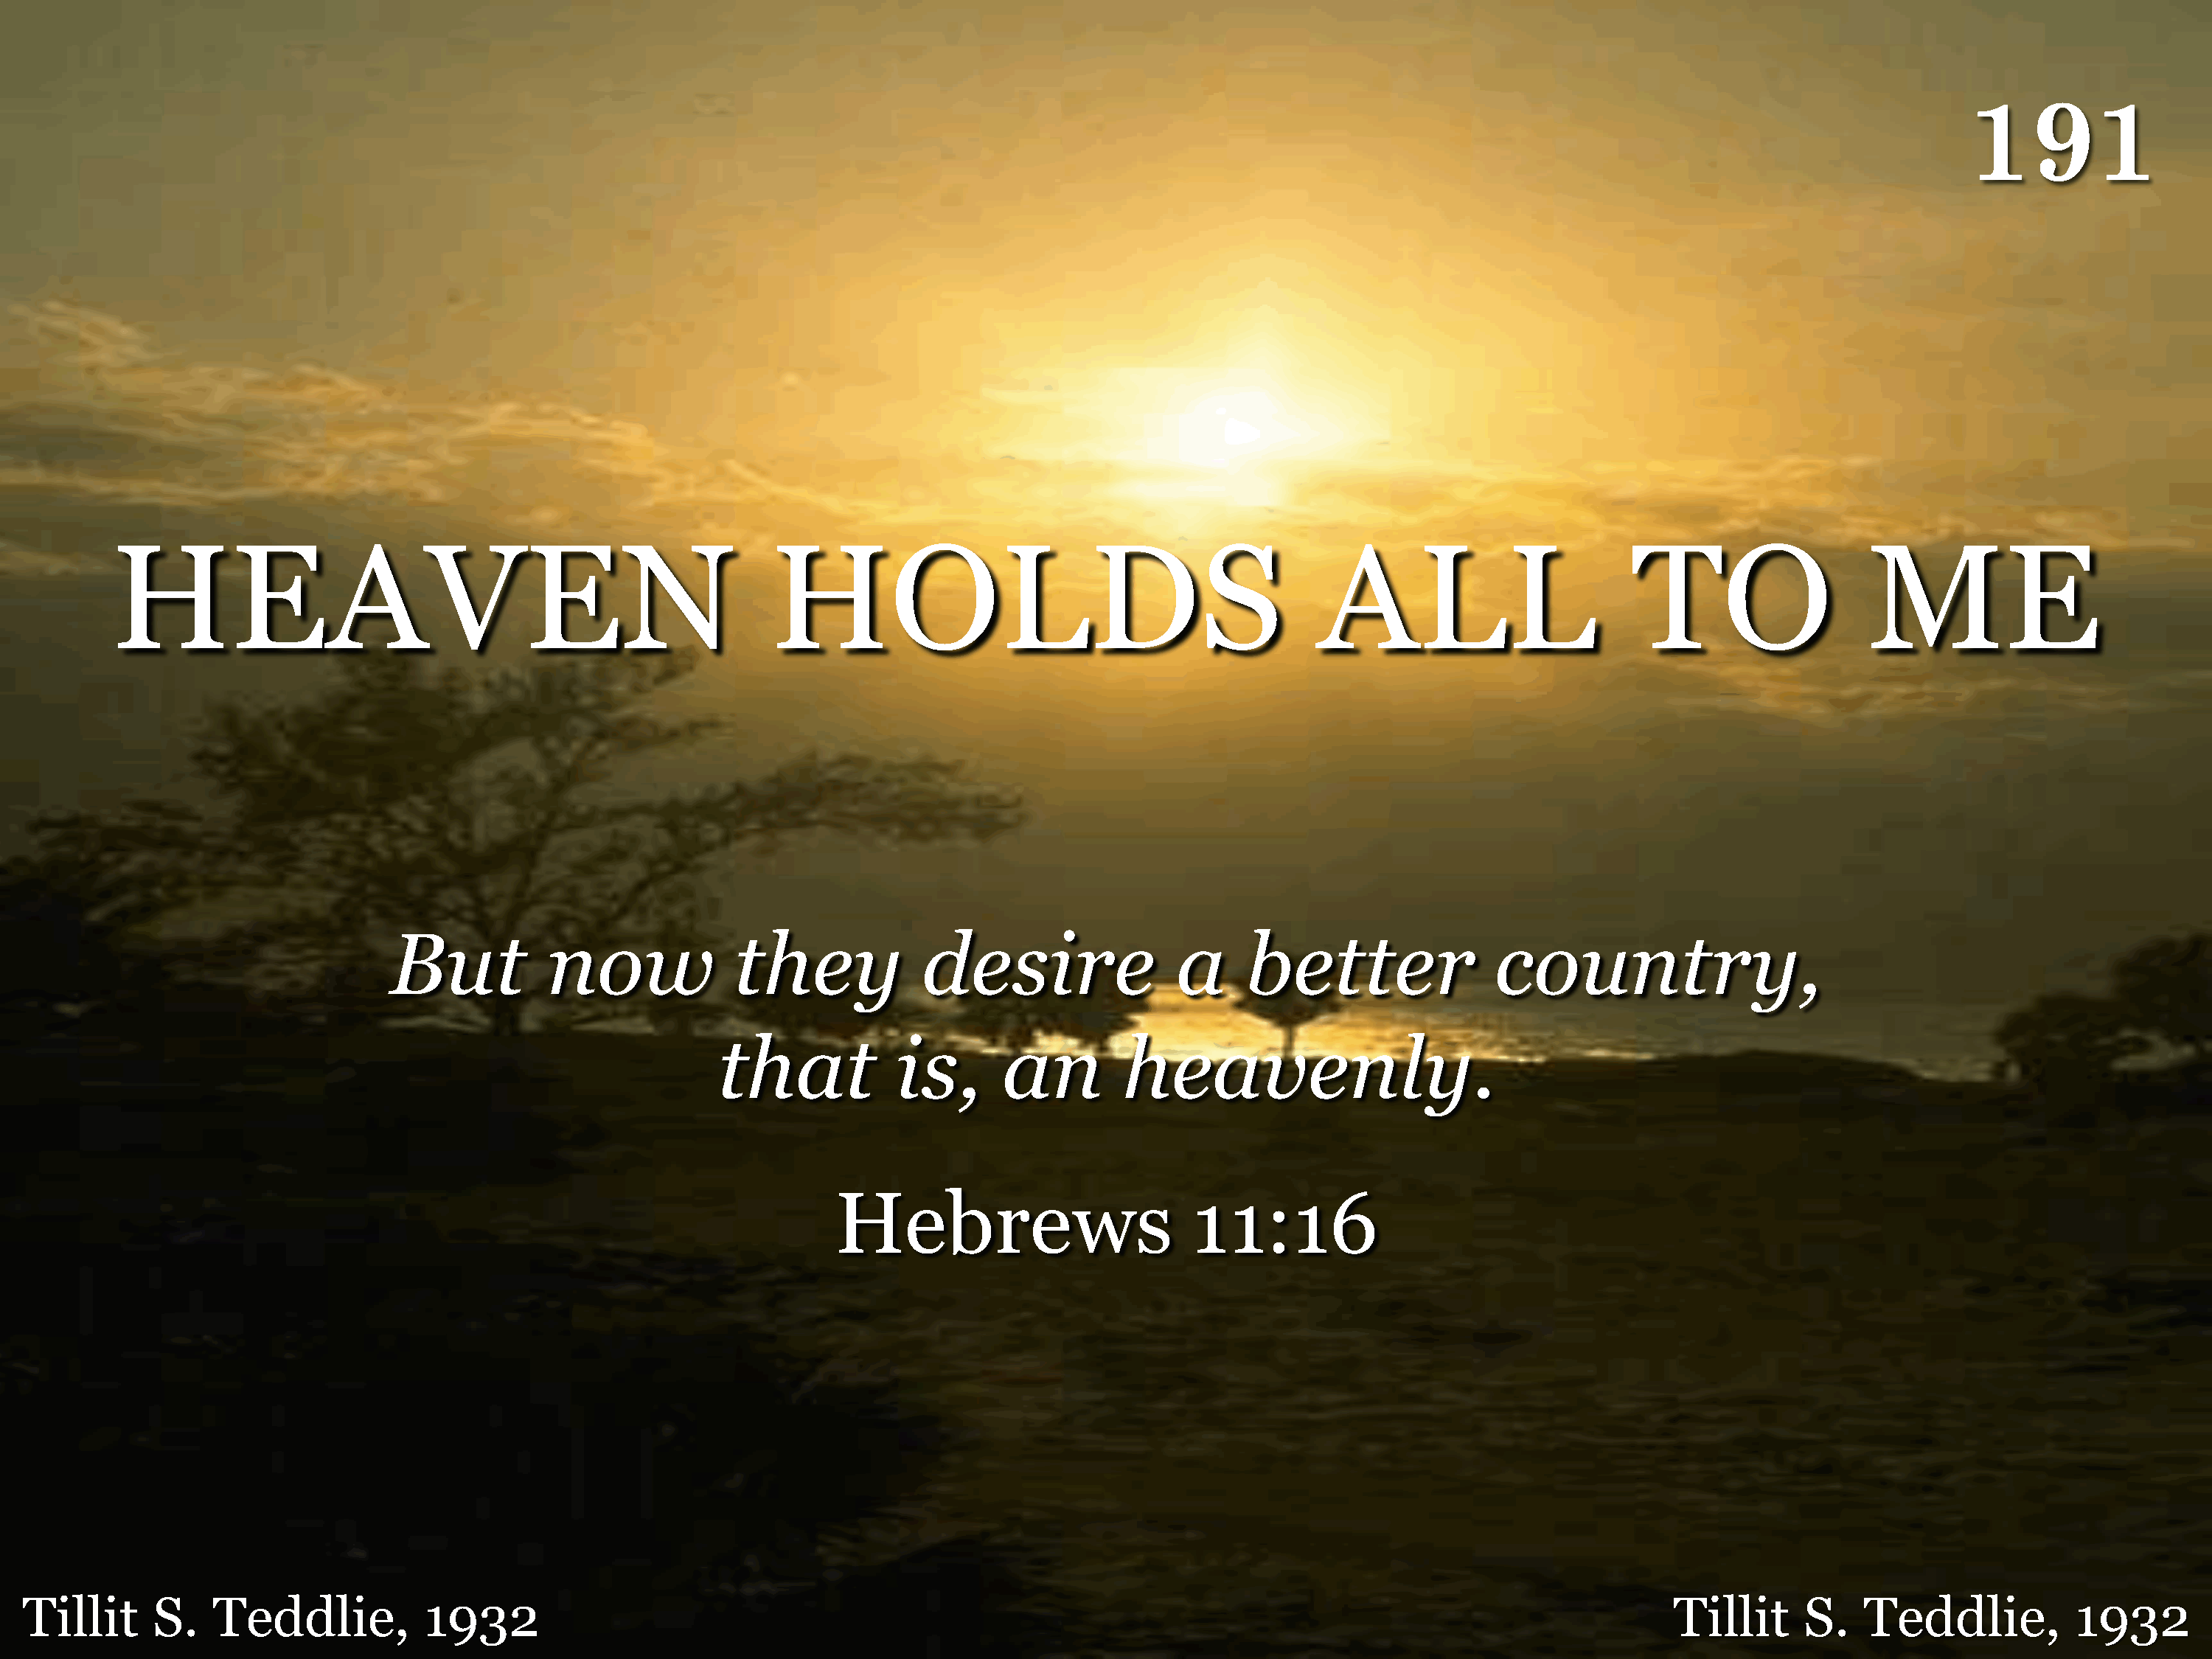 191
HEAVEN HOLDS ALL TO ME
But now they desire a better country,
that is, an heavenly.
Hebrews 11:16
Tillit S. Teddlie, 1932
Tillit S. Teddlie, 1932